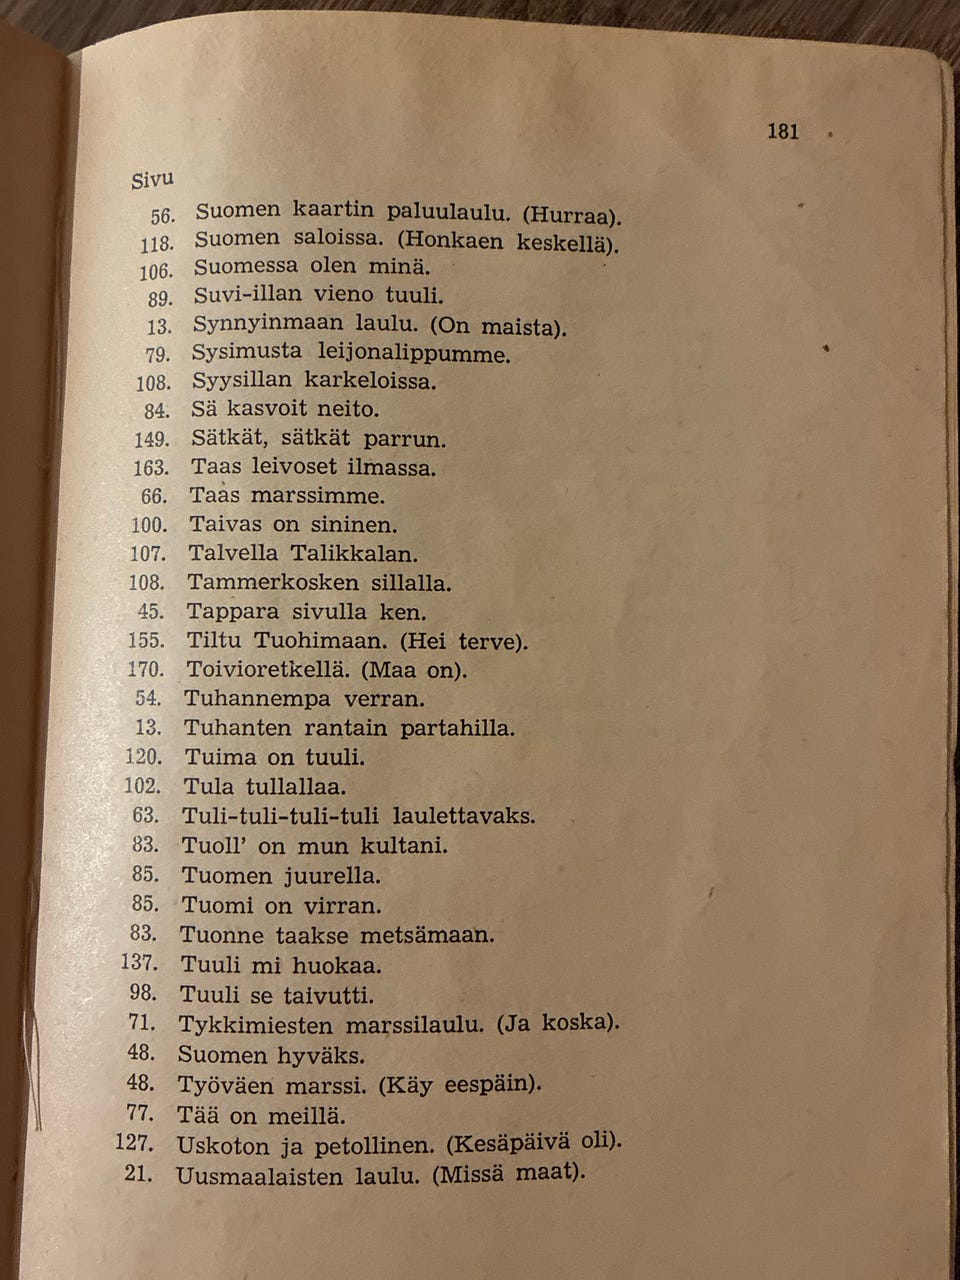 181
Sivu
56. Suomen kaartin paluulaulu. (Hurraa).
118. Suomen saloissa. (Honkaen keskellä).
106. Suomessa olen minä.
89. Suvi-illan vieno tuuli.
13. Synnyinmaan laulu. (On maista).
79. Sysimusta leijonalippumme.
108. Syysillan karkeloissa.
84. Sä kasvoit neito.
149. Sätkät, sätkät parrun.
163. Taas leivoset ilmassa.
66. Taas marssimme.
100. Taivas on sininen.
107. Talvella Talikkalan.
108. Tammerkosken sillalla.
45. Tappara sivulla ken.
155. Tiltu Tuohimaan. (Hei terve).
170. Toivioretkellä. (Maa on).
54. Tuhannempa verran.
13. Tuhanten rantain partahilla.
120. Tuima on tuuli.
102. Tula tullallaa.
63. Tuli-tuli-tuli-tuli laulettavaks.
83. Tuoll’ on mun kultani.
85. Tuomen juurella.
85. Tuomi on virran.
83. Tuonne taakse metsämaan.
137. Tuuli mi huokaa.
98. Tuuli se taivutti.
71. Tykkimiesten marssilaulu. (Ja koska).
48. Suomen hyväks.
48. Työväen marssi. (Käy eespäin).
77. Tää on meillä.
127. Uskoton ja petollinen. (Kesäpäivä oli).
21. Uusmaalaisten laulu. (Missä maat).